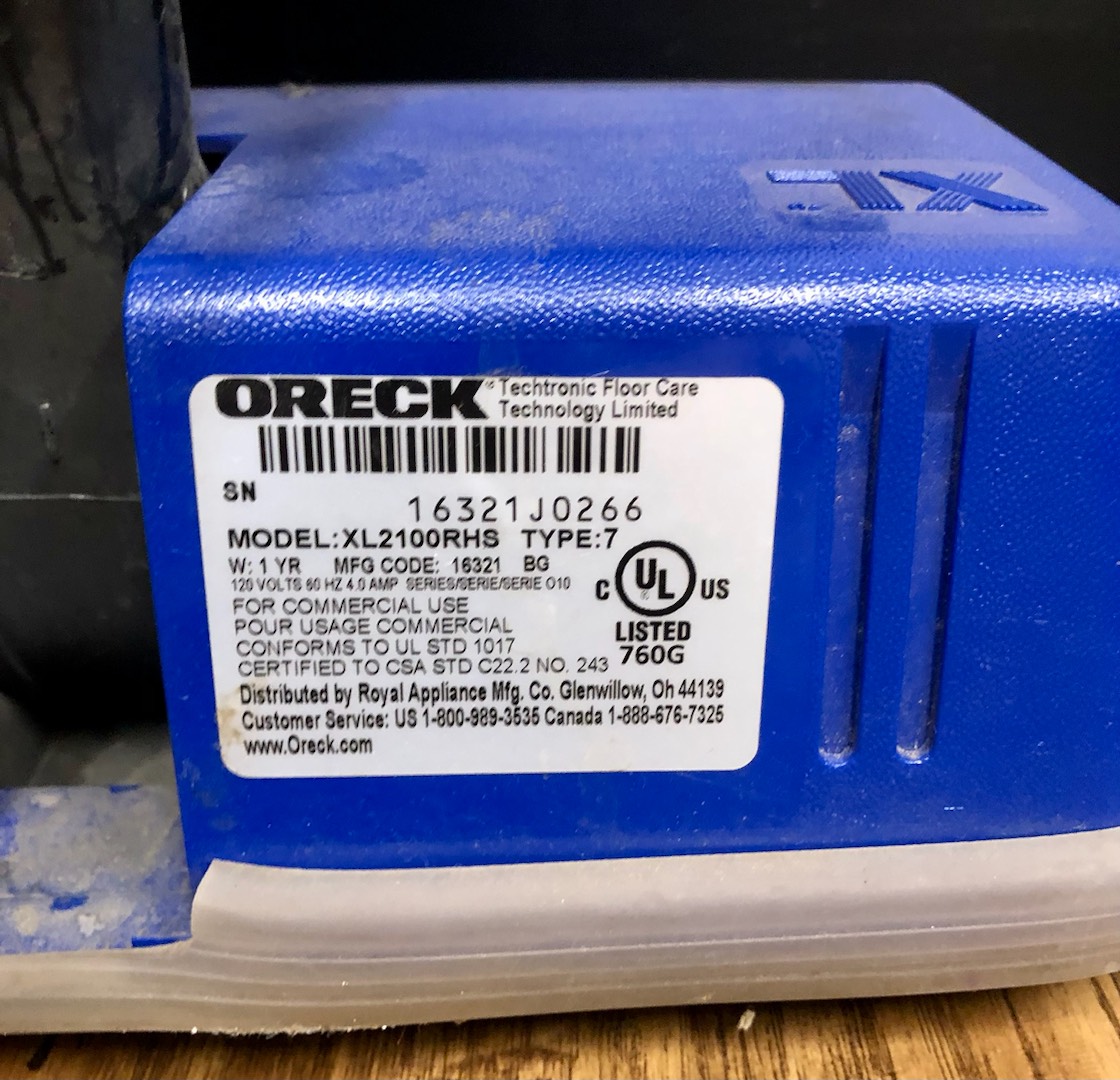 XL
ORECK Techtronic Floor Care
Technology Limited
SN
16321J0266
MODEL:XL2100RHS TYPE:7
W: 1 YR MFG CODE: 16321 BG
120 VOLTS 60 HZ 4.0 AMP SERIES/SERIE/SERIE O10
FOR COMMERCIAL USE
POUR USAGE COMMERCIAL
CONFORMS TO UL STD 1017
CERTIFIED TO CSA STD C22.2 NO. 243
C UL US
LISTED
760G
Distributed by Royal Appliance Mfg. Co. Glenwillow, Oh 44139
Customer Service: US 1-800-989-3535 Canada 1-888-676-7325
www.Oreck.com